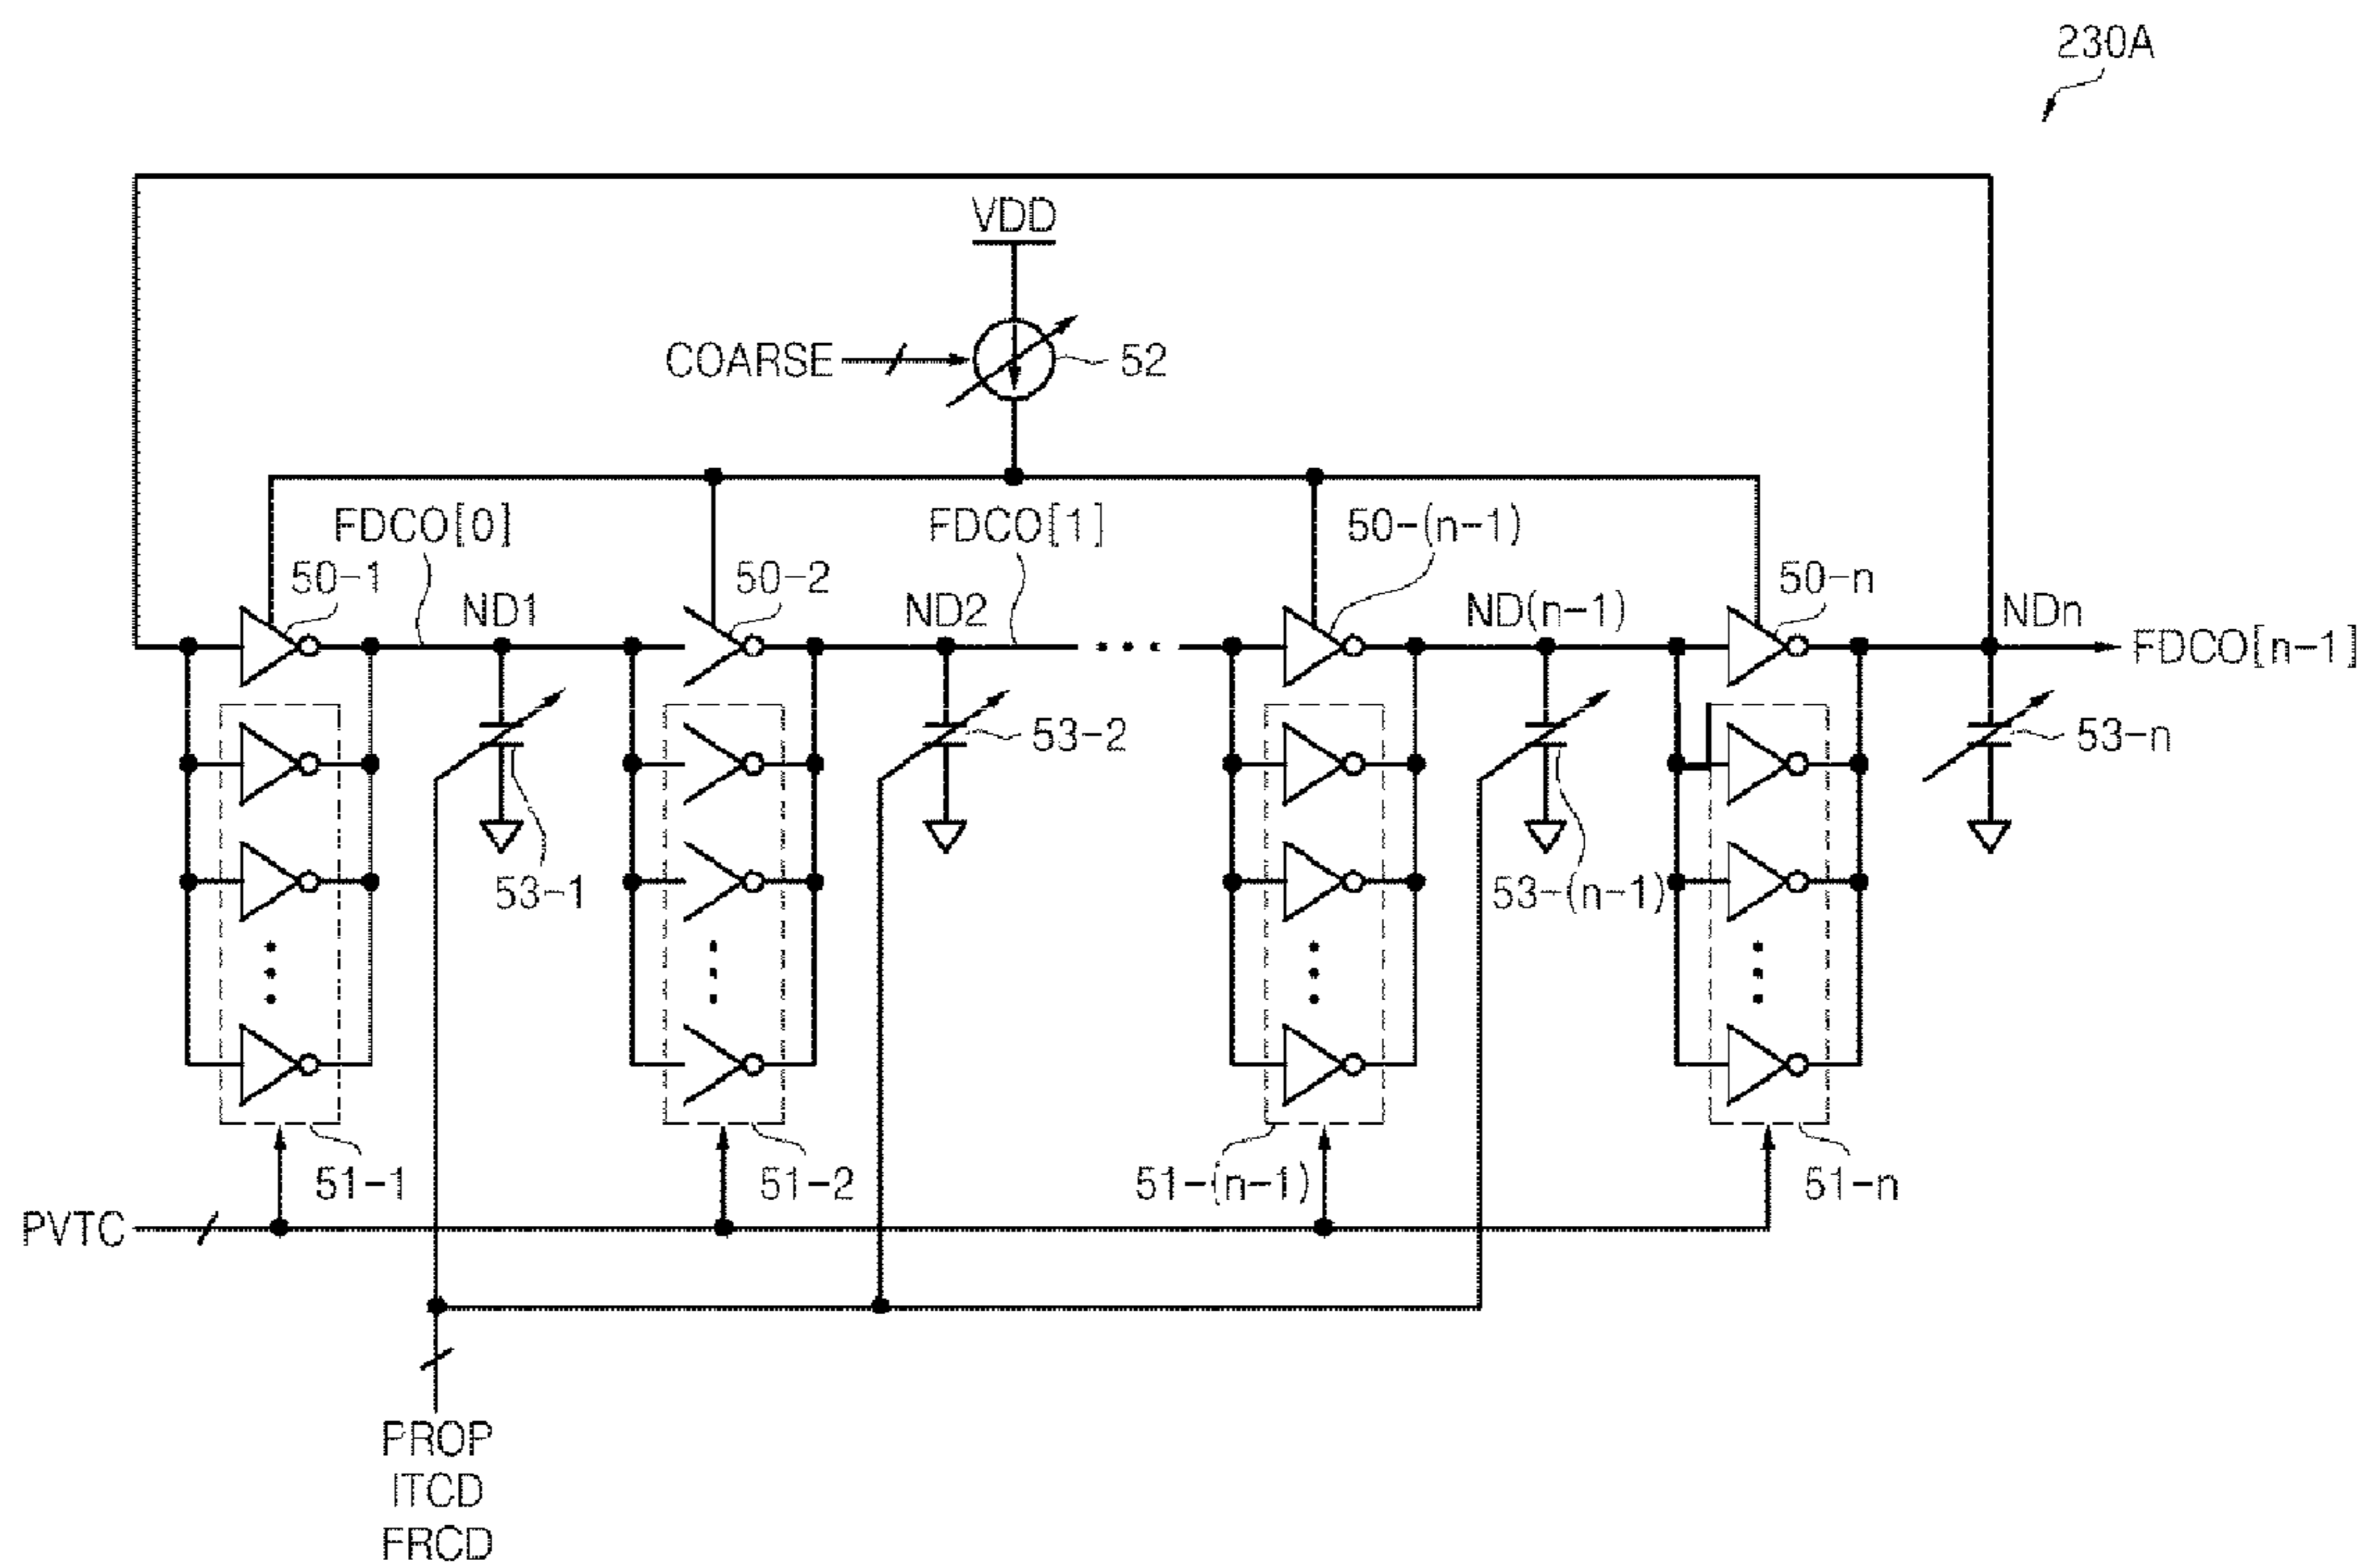 230A
VDD
COARSE
52
FDCO[0]
FDCO[1]
50-(n-1)
50-1
50-2
50-n
ND1
ND2
ND(n-1)
NDn
FDCO[n-1]
53-2
53-n
53-1
53-(n-1)
51-1
51-2
51-(n-1)
51-n
PVTC
PROP
ITCD
FRCD